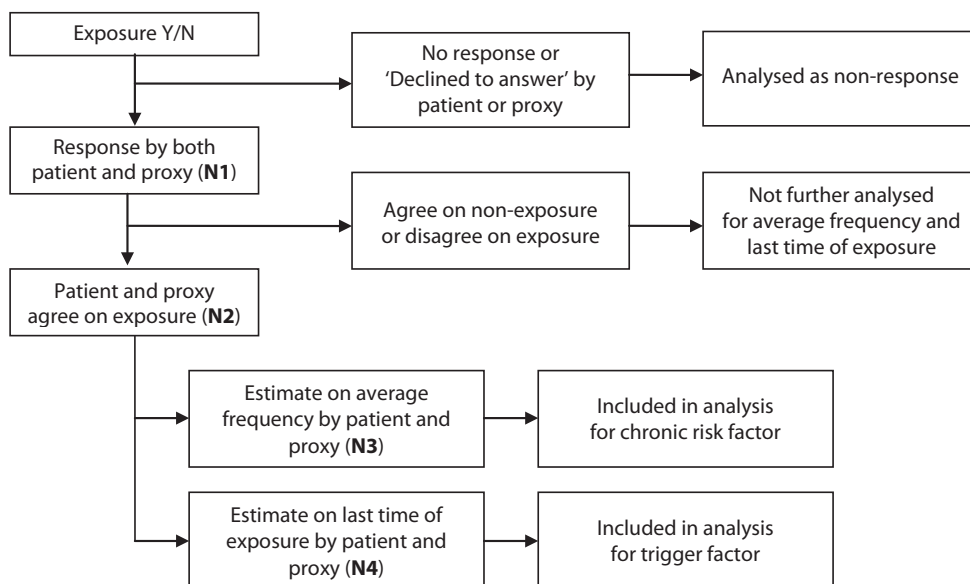 Exposure Y/N
No response or
‘Declined to answer’ by
patient or proxy
Analysed as non-response
Response by both
patient and proxy (N1)
Agree on non-exposure
or disagree on exposure
Not further analysed
for average frequency and
last time of exposure
Patient and proxy
agree on exposure (N2)
Estimate on average
frequency by patient and
proxy (N3)
Included in analysis
for chronic risk factor
Estimate on last time of
exposure by patient and
proxy (N4)
Included in analysis
for trigger factor